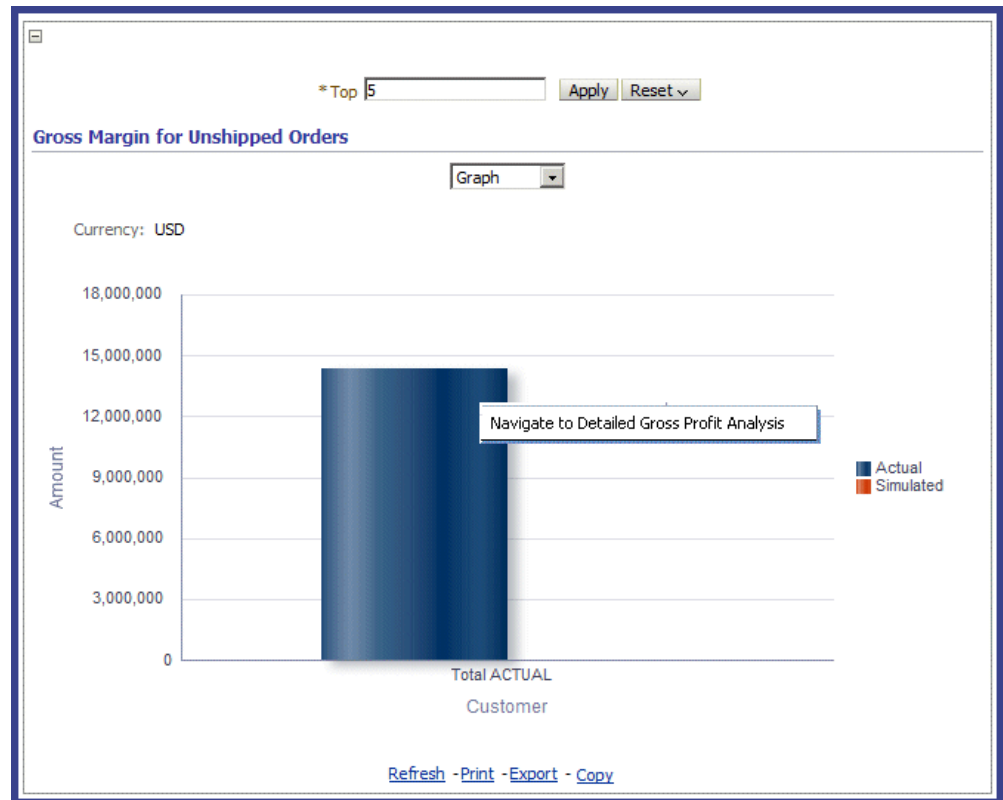 *Top 5 Apply Reset
Gross Margin for Unshipped Orders
Graph
Currency: USD
18,000,000
15,000,000
12,000,000
Navigate to Detailed Gross Profit Analysis
9,000,000
6,000,000
3,000,000
0
Amount
Actual
Simulated
Total ACTUAL
Customer
Refresh - Print - Export - Copy